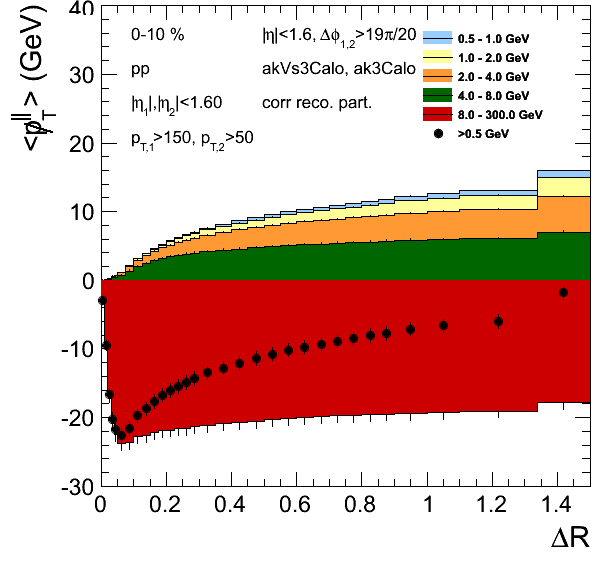 <p̸∥T> (GeV)
40
30
20
10
0
-10
-20
-30
0-10 %
|η|<1.6, Δϕ1,2>19π/20
pp
akVs3Calo, ak3Calo
|η1|,|η2|<1.60
corr reco. part.
pT,1>150, pT,2>50
0.5 - 1.0 GeV
1.0 - 2.0 GeV
2.0 - 4.0 GeV
4.0 - 8.0 GeV
8.0 - 300.0 GeV
>0.5 GeV
0 0.2 0.4 0.6 0.8 1 1.2 1.4
ΔR